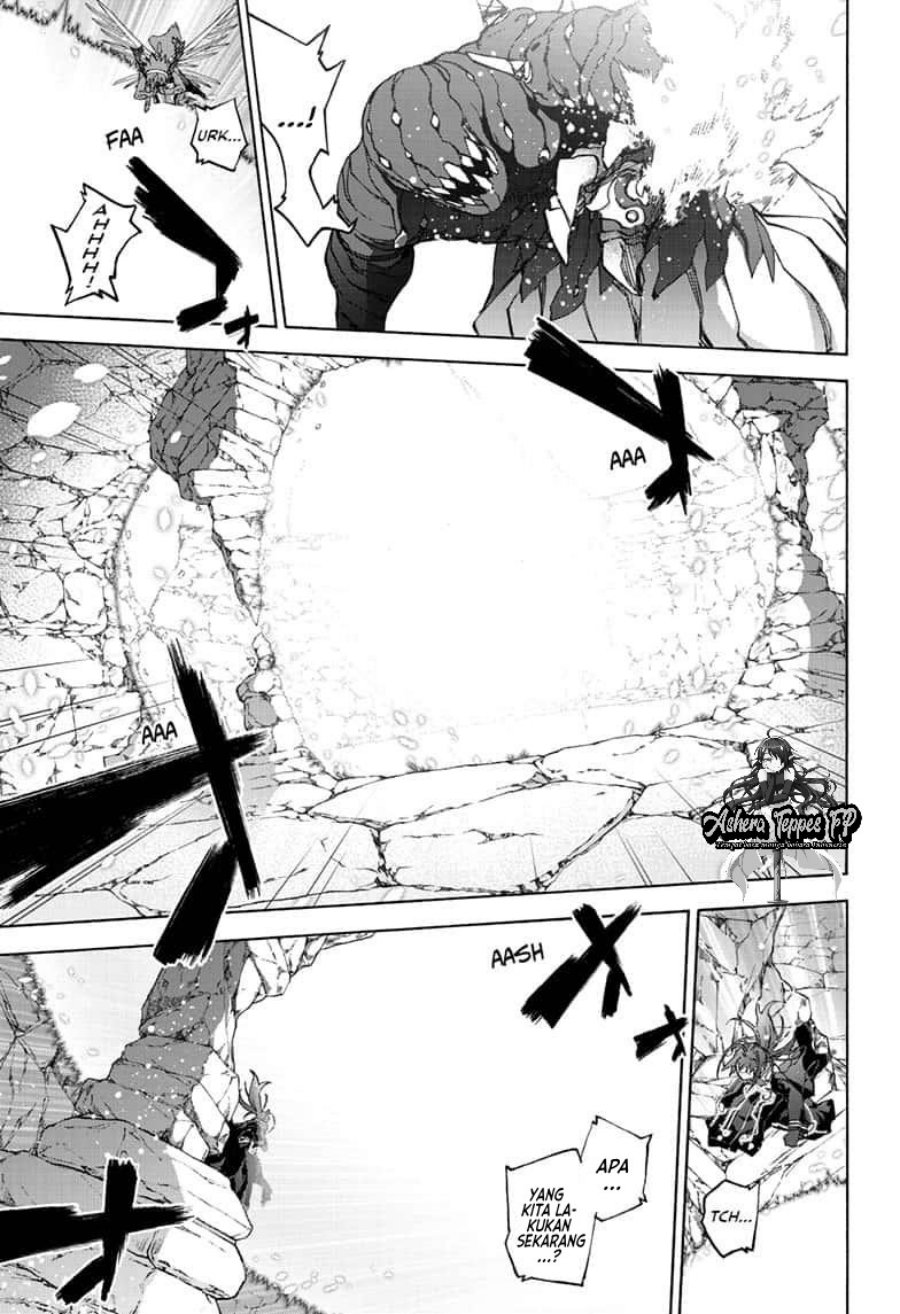 ....!
URK...
FAA
AHHHH!
AAA
AAA
Ashera Teppes FP
TCH...
AASH
APA
...
YANG
KITA LA-
KUKAN
SEKARANG
...?